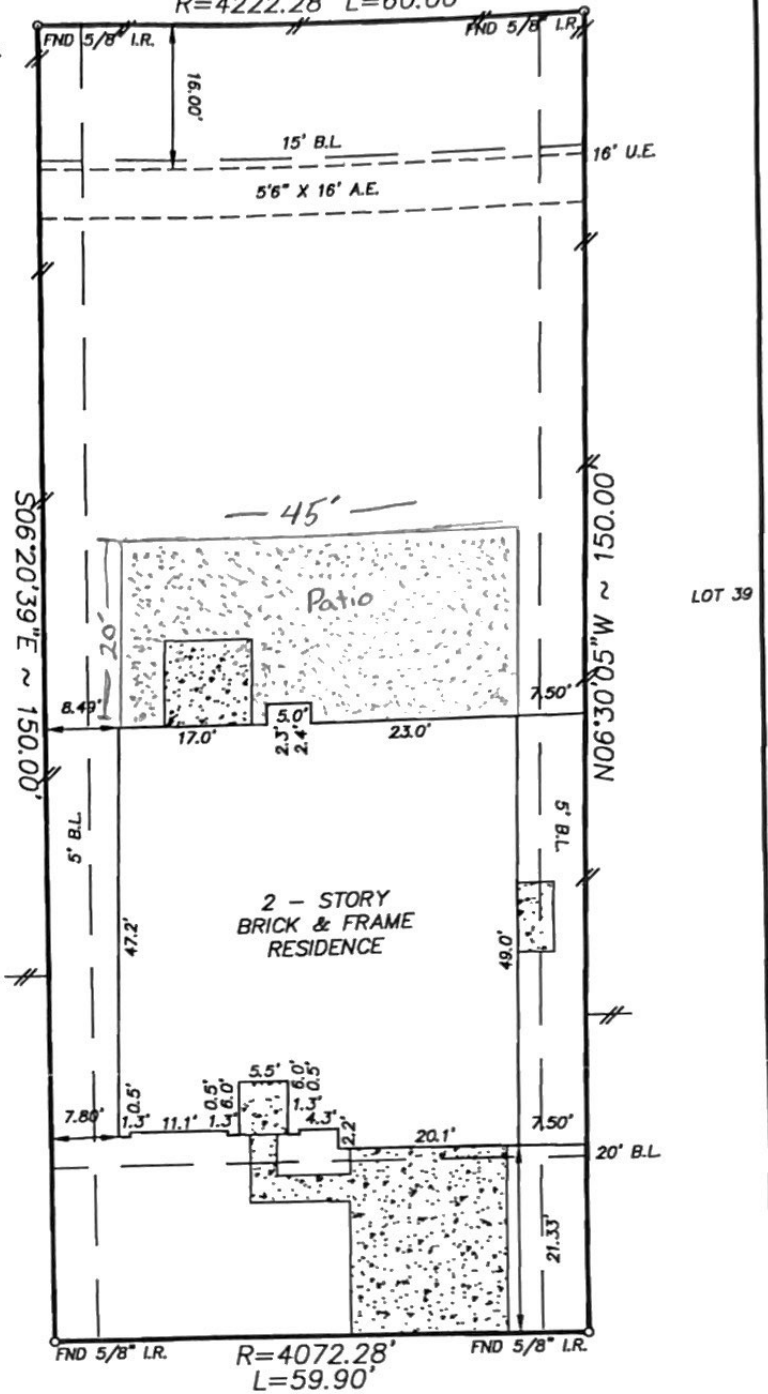 R=4222.28' L=60.00'
FND 5/8" I.R.
FND 5/8" I.R.
16.00'
15' B.L.
16' U.E.
5'6" X 16' A.E.
S06°20'39"E ~ 150.00'
N06°30'05"W ~ 150.00'
LOT 39
45'
Patio
20'
8.49'
7.50'
17.0'
5.0'
2.3'
2.4'
23.0'
5' B.L.
5' B.L.
2 - STORY
BRICK & FRAME
RESIDENCE
47.2'
49.0'
5.5'
0.5'
0.5'
6.0'
6.0'
0.5'
7.80'
1.3'
11.1'
1.3'
1.3'
4.3'
2.2'
20.1'
7.50'
20' B.L.
21.33'
FND 5/8" I.R.
R=4072.28'
L=59.90'
FND 5/8" I.R.